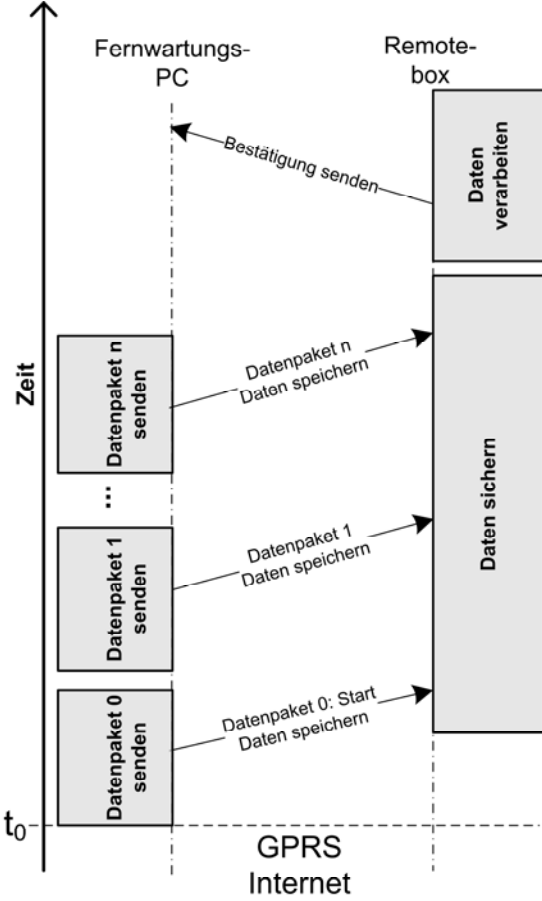 Fernwartungs-
PC
Remote-
box
Bestätigung senden
Daten
verarbeiten
Zeit
Datenpaket n
senden
Datenpaket n
Daten speichern
...
Datenpaket 1
senden
Datenpaket 1
Daten speichern
Daten sichern
Datenpaket 0
senden
Datenpaket 0: Start
Daten speichern
t0
GPRS
Internet